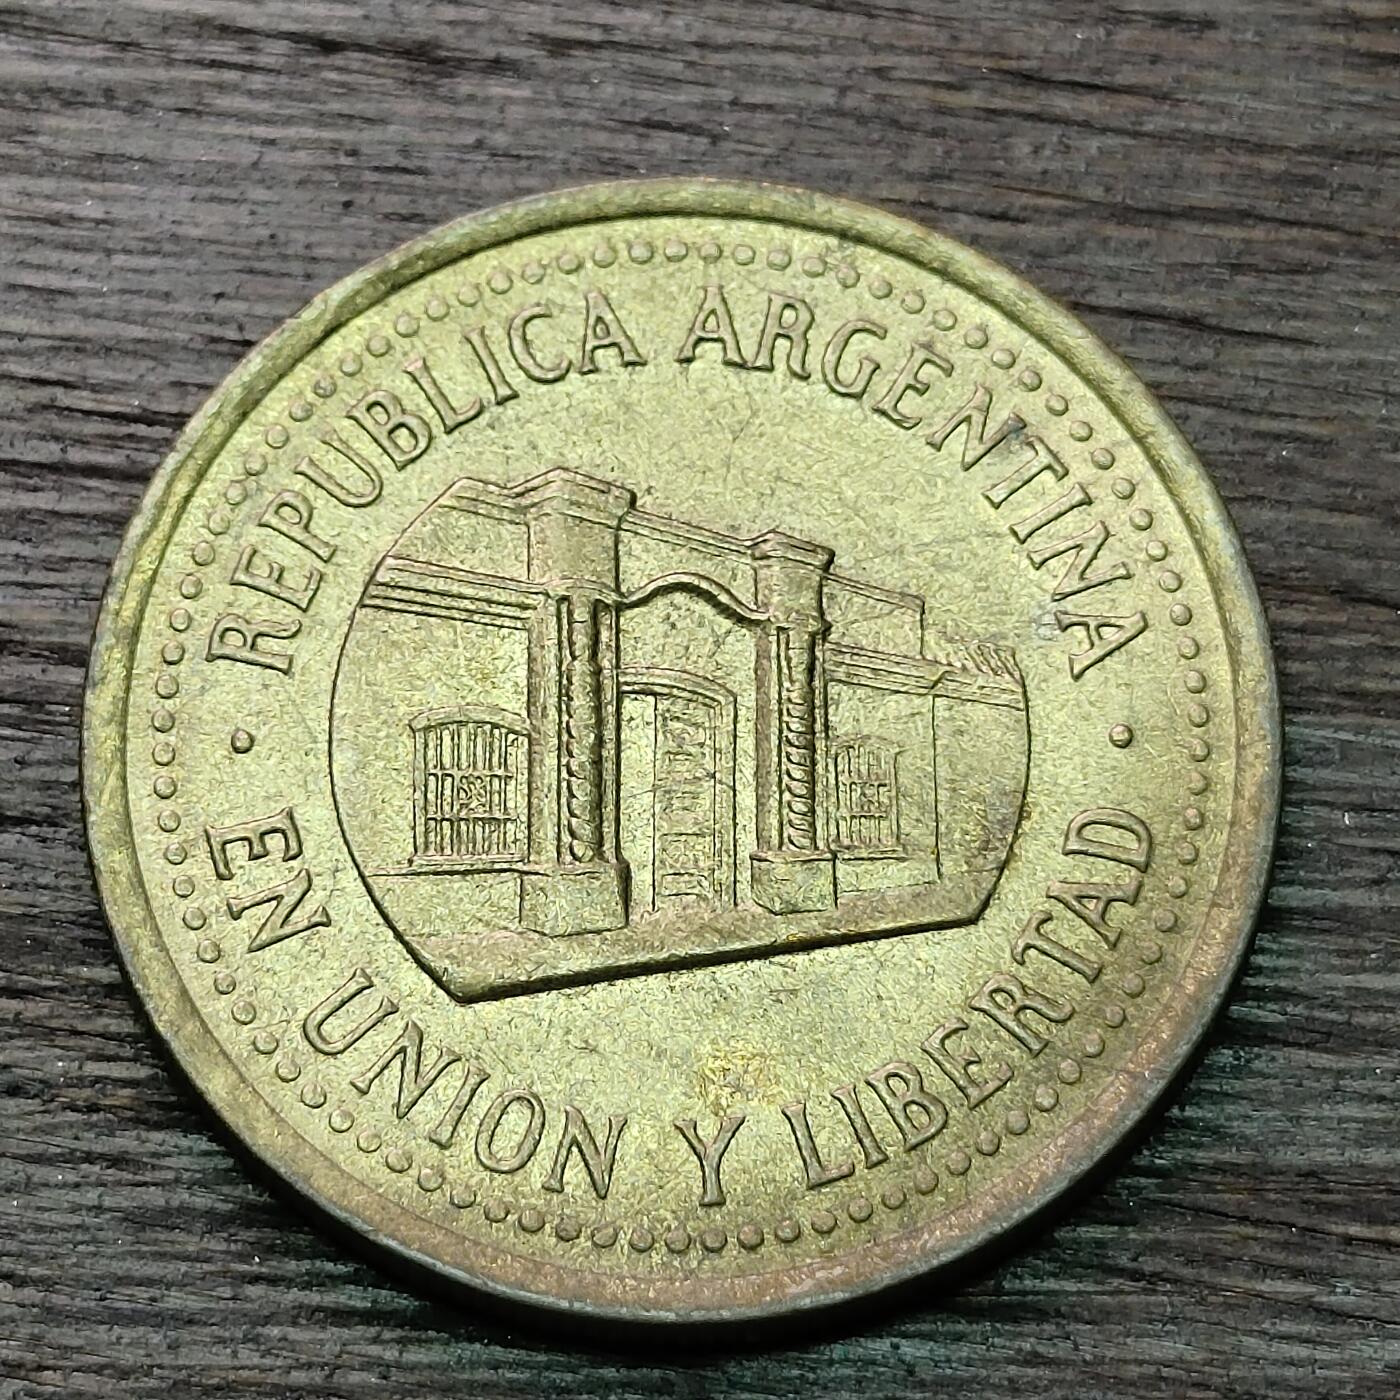 REPUBLICA ARGENTINA
· EN UNION Y LIBERTAD ·